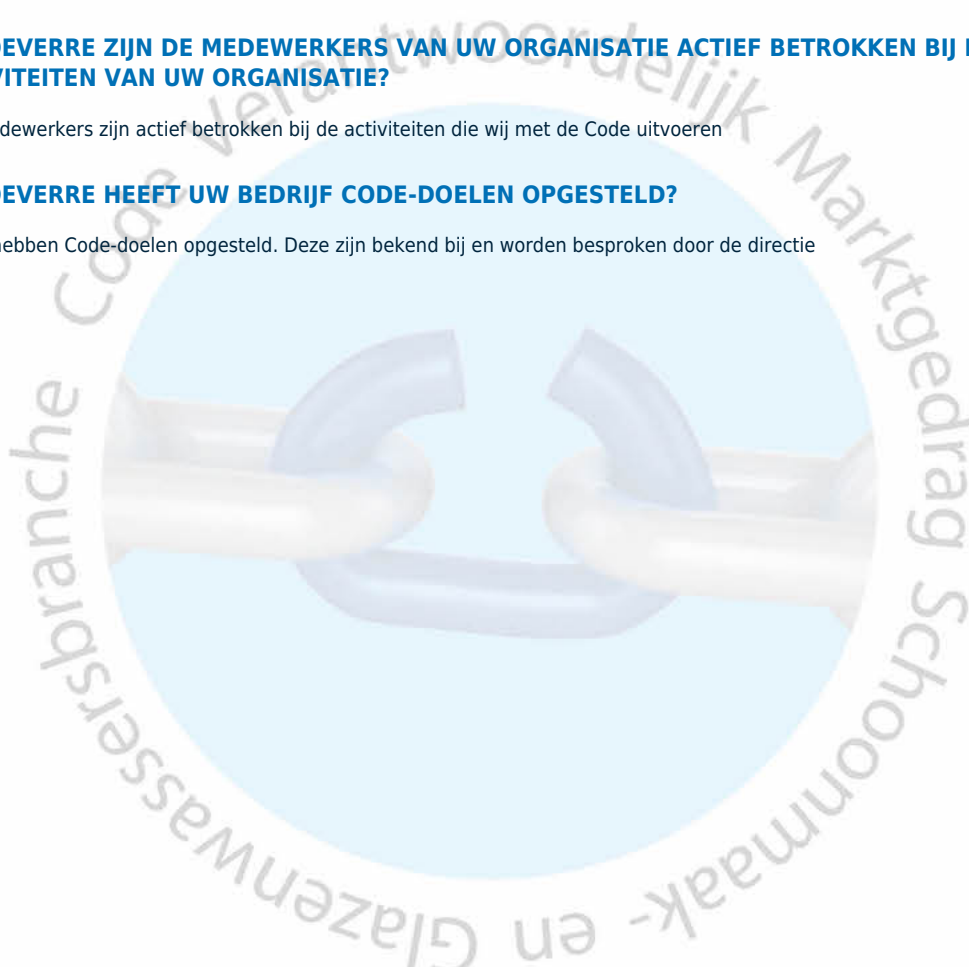 EVERRE ZIJN DE MEDEWERKERS VAN UW ORGANISATIE ACTIEF BETROKKEN BIJ
VITEITEN VAN UW ORGANISATIE?
dewerkers zijn actief betrokken bij de activiteiten die wij met de Code uitvoeren
EVERRE HEEFT UW BEDRIJF CODE-DOELEN OPGESTELD?
hebben Code-doelen opgesteld. Deze zijn bekend bij en worden besproken door de directie
Code Verantwoordelijk Marktgedrag Schoonmaak- en Glazenwassersbranche